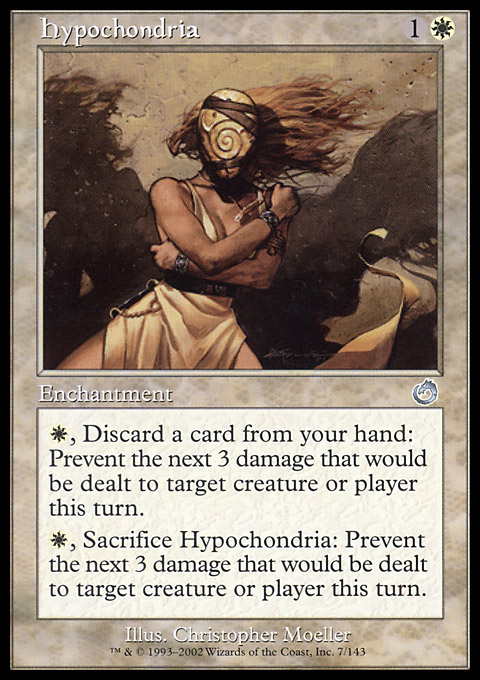 Hypochondria 1
Enchantment
, Discard a card from your hand:
Prevent the next 3 damage that would
be dealt to target creature or player
this turn.
, Sacrifice Hypochondria: Prevent
the next 3 damage that would be dealt
to target creature or player this turn.
Illus. Christopher Moeller
™ & © 1993–2002 Wizards of the Coast, Inc. 7/143